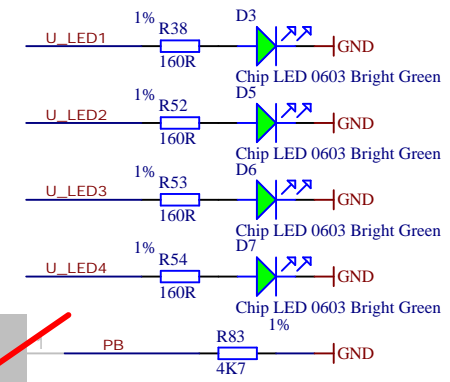 1% R38 D3
U_LED1 GND
160R
Chip LED 0603 Bright Green
1% R52 D5
U_LED2 GND
160R
Chip LED 0603 Bright Green
1% R53 D6
U_LED3 GND
160R
Chip LED 0603 Bright Green
1% R54 D7
U_LED4 GND
160R
Chip LED 0603 Bright Green
1%
R83
PB GND
4K7